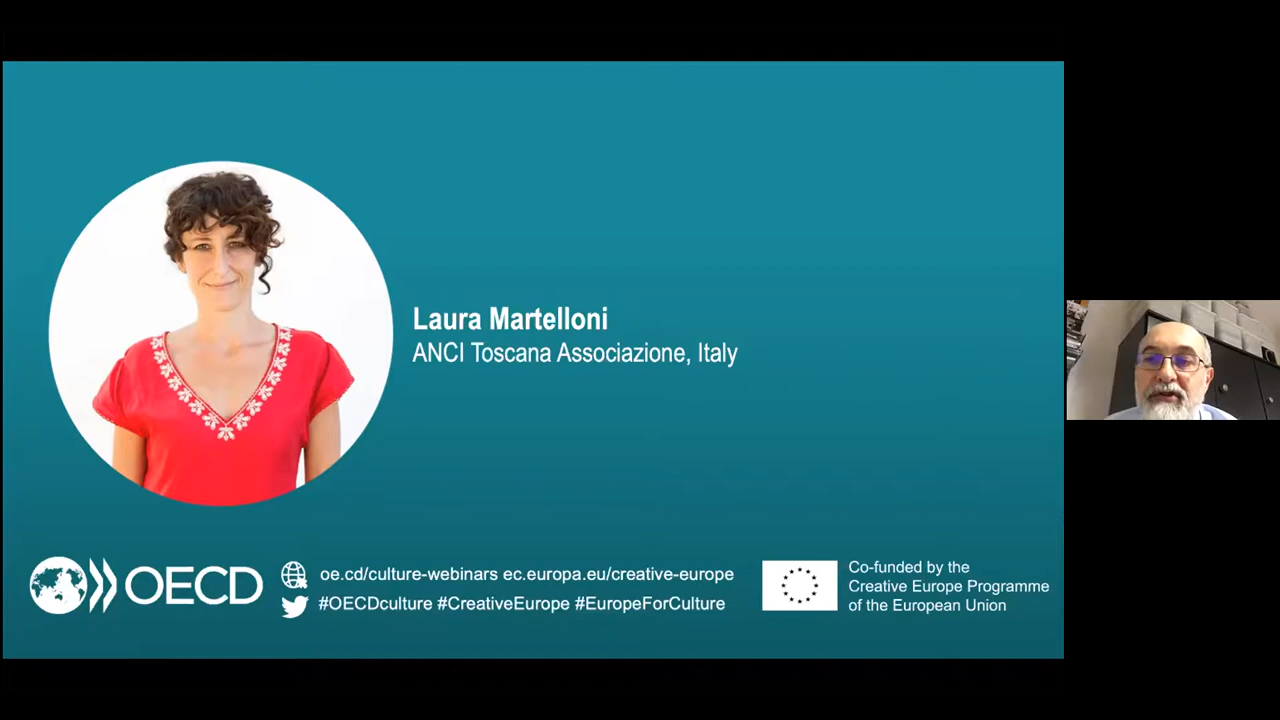 Laura Martelloni
ANCI Toscana Associazione, Italy
OECD
oe.cd/culture-webinars ec.europa.eu/creative-europe
#OECDculture #CreativeEurope #EuropeForCulture
Co-funded by the
Creative Europe Programme
of the European Union